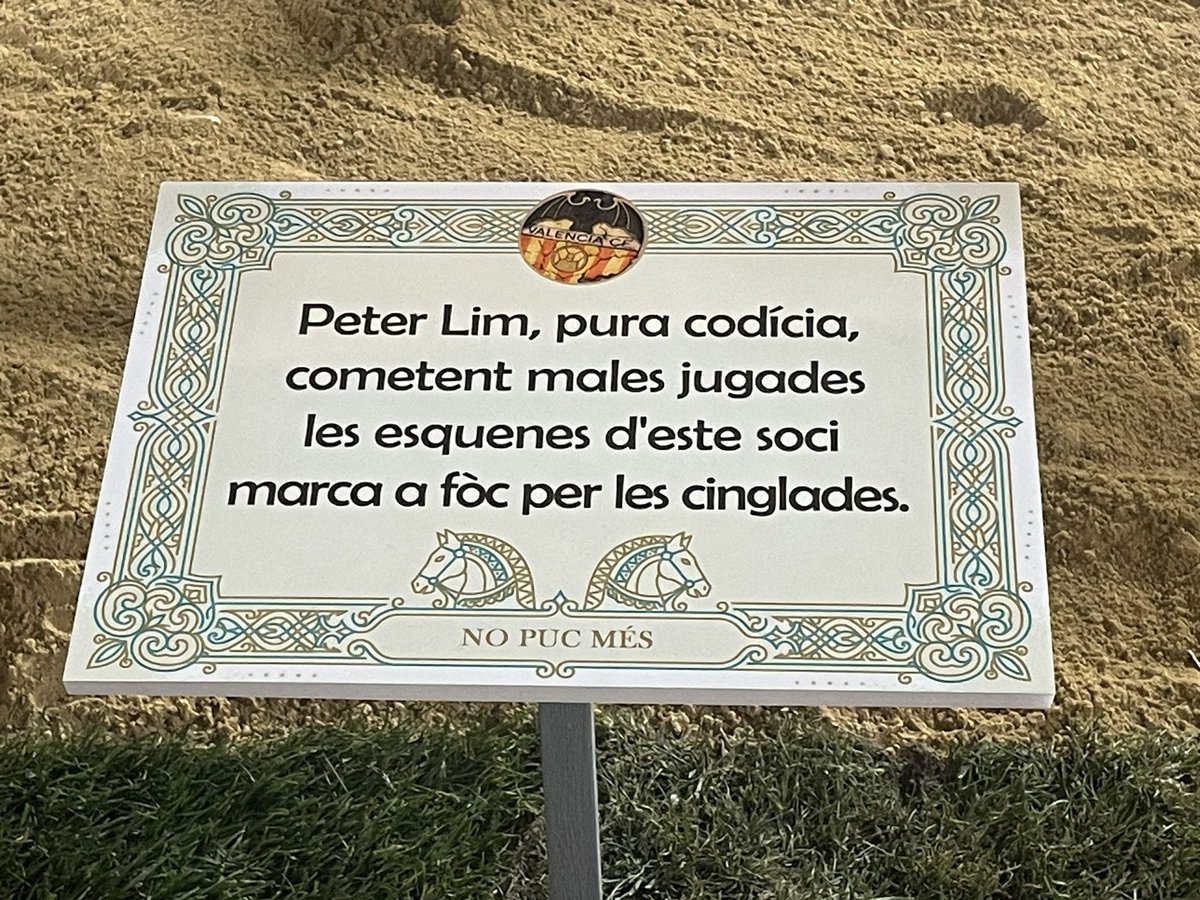 VALENCIA C.F.
Peter Lim, pura codícia,
cometent males jugades
les esquenes d'este soci
marca a fòc per les cinglades.
NO PUC MÉS